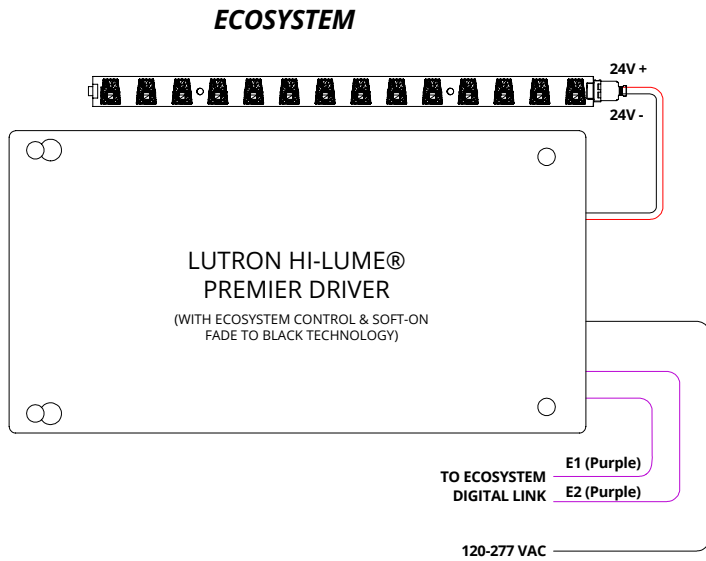 ECOSYSTEM
24V +
24V -
LUTRON HI-LUME®
PREMIER DRIVER
(WITH ECOSYSTEM CONTROL & SOFT-ON
FADE TO BLACK TECHNOLOGY)
E1 (Purple)
TO ECOSYSTEM
DIGITAL LINK
E2 (Purple)
120-277 VAC